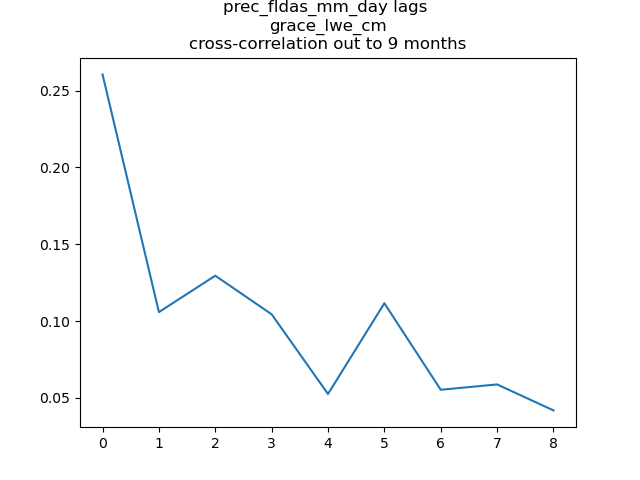 prec_fldas_mm_day lags
grace_lwe_cm
cross-correlation out to 9 months
0.25
0.20
0.15
0.10
0.05
0 1 2 3 4 5 6 7 8